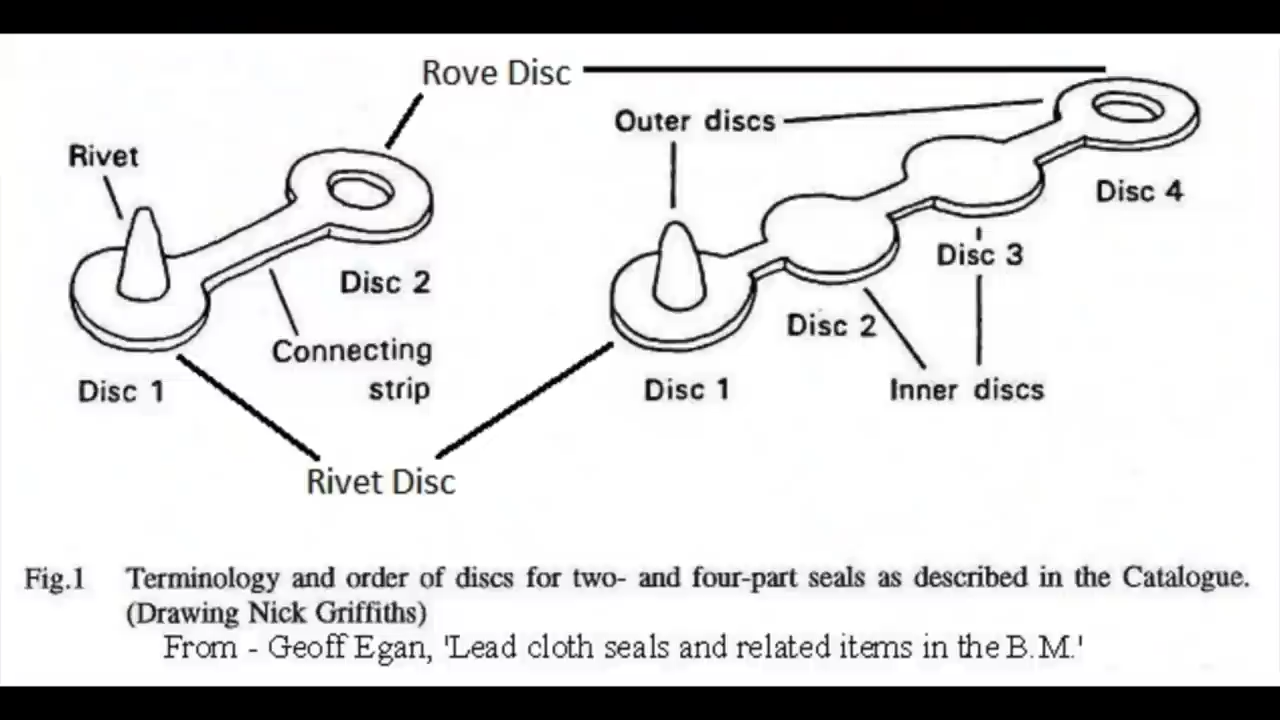 Rove Disc
Outer discs
Rivet
Disc 4
Disc 3
Disc 2
Disc 2
Connecting
strip
Disc 1
Disc 1
Inner discs
Rivet Disc
Fig.1 Terminology and order of discs for two- and four-part seals as described in the Catalogue.
(Drawing Nick Griffiths)
From - Geoff Egan, 'Lead cloth seals and related items in the B.M.'